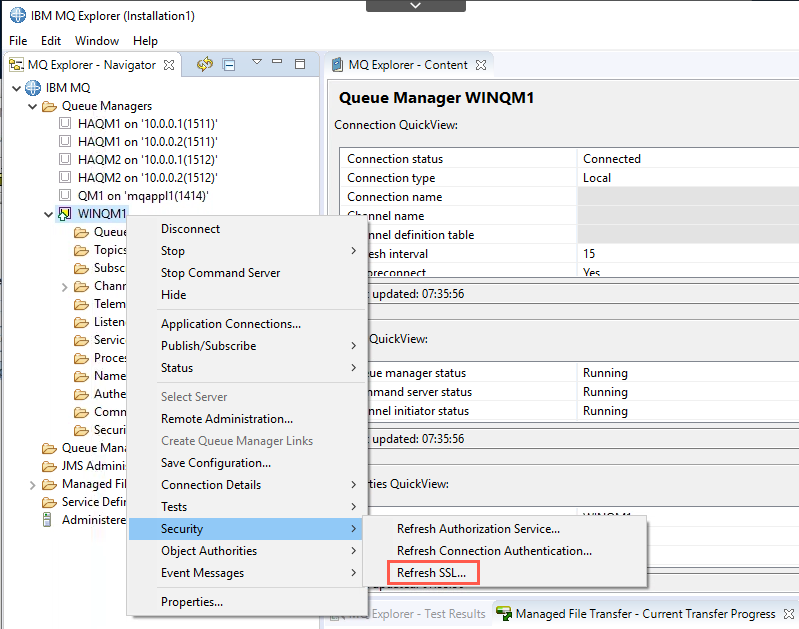 IBM MQ Explorer (Installation1)
File Edit Window Help
MQ Explorer - Navigator
IBM MQ
Queue Managers
HAQM1 on '10.0.0.1(1511)'
HAQM1 on '10.0.0.2(1511)'
HAQM2 on '10.0.0.1(1512)'
HAQM2 on '10.0.0.2(1512)'
QM1 on 'mqappl1(1414)'
WINQM1
Queue
Topics
Subsc
Chann
Telem
Listen
Servic
Proces
Name
Authe
Comm
Securi
Queue Mana
JMS Admini
Managed Fil
Service Defin
Administere
Disconnect
Stop
Stop Command Server
Hide
Application Connections...
Publish/Subscribe
Status
Select Server
Remote Administration...
Create Queue Manager Links
Save Configuration...
Connection Details
Tests
Security
Object Authorities
Event Messages
Properties...
Refresh Authorization Service...
Refresh Connection Authentication...
Refresh SSL...
MQ Explorer - Content
Queue Manager WINQM1
Connection QuickView:
Connection status Connected
Connection type Local
Connection name
Channel name
nnel definition table
esh interval 15
oreconnect Yes
updated: 07:35:56
QuickView:
ue manager status Running
mmand server status Running
nnel initiator status Running
updated: 07:35:56
rties QuickView:
WINQM1
MQ Explorer - Test Results
Managed File Transfer - Current Transfer Progress